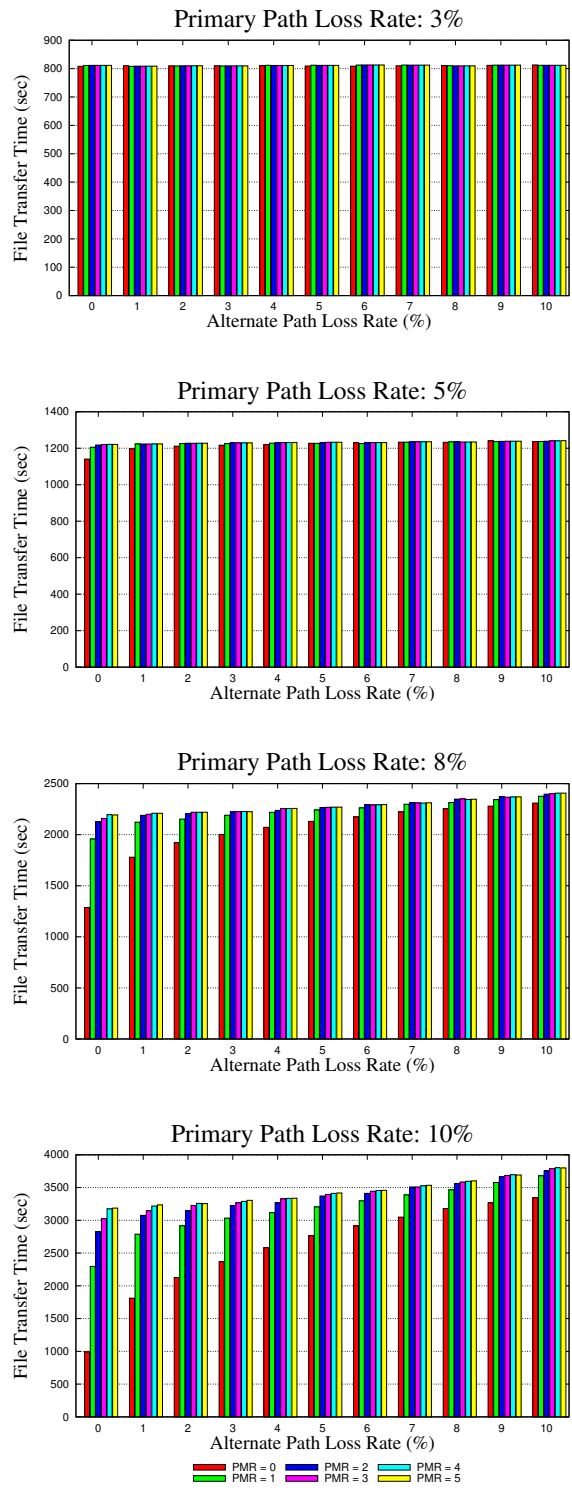 Primary Path Loss Rate: 3%
File Transfer Time (sec)
900
800
700
600
500
400
300
200
100
0
0 1 2 3 4 5 6 7 8 9 10
Alternate Path Loss Rate (%)
Primary Path Loss Rate: 5%
File Transfer Time (sec)
1400
1200
1000
800
600
400
200
0
0 1 2 3 4 5 6 7 8 9 10
Alternate Path Loss Rate (%)
Primary Path Loss Rate: 8%
File Transfer Time (sec)
2500
2000
1500
1000
500
0
0 1 2 3 4 5 6 7 8 9 10
Alternate Path Loss Rate (%)
Primary Path Loss Rate: 10%
File Transfer Time (sec)
4000
3500
3000
2500
2000
1500
1000
500
0
0 1 2 3 4 5 6 7 8 9 10
Alternate Path Loss Rate (%)
PMR = 0 PMR = 2 PMR = 4
PMR = 1 PMR = 3 PMR = 5